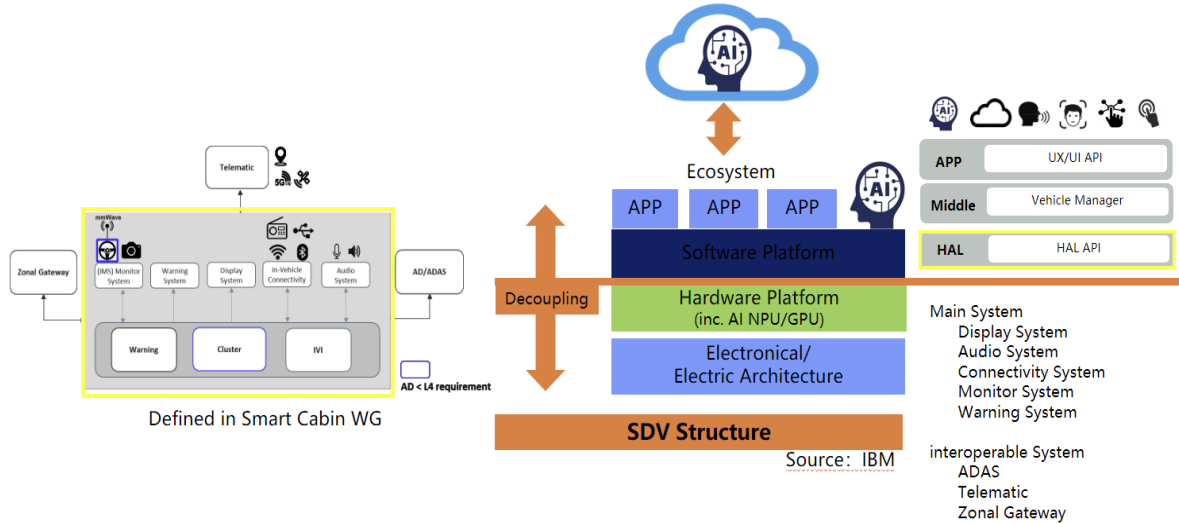 Telematic
5G
mmWave
Zonal Gateway
(IMS) Monitor
System
Warning
System
Display
System
In-Vehicle
Connectivity
Audio
System
AD/ADAS
Warning
Cluster
IVI
AD < L4 requirement
Defined in Smart Cabin WG
AI
Ecosystem
AI
APP
APP
APP
Software Platform
Decoupling
Hardware Platform
(inc. AI NPU/GPU)
Electronical/
Electric Architecture
SDV Structure
Source: IBM
AI
APP
UX/UI API
Middle
Vehicle Manager
HAL
HAL API
Main System
Display System
Audio System
Connectivity System
Monitor System
Warning System
interoperable System
ADAS
Telematic
Zonal Gateway